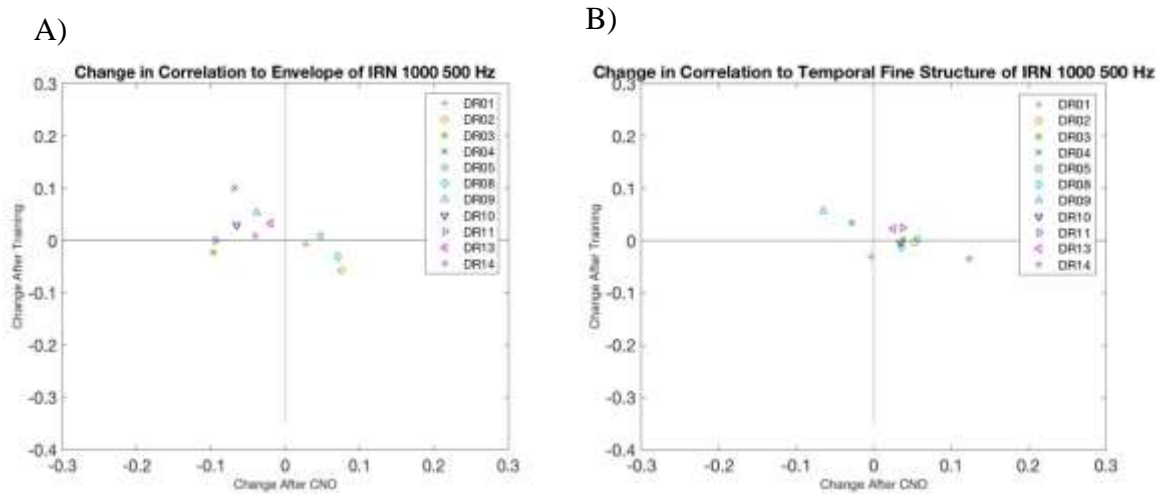 A)
Change in Correlation to Envelope of IRN 1000 500 Hz
0.3
0.2
0.1
0
-0.1
-0.2
-0.3
-0.4
Change After Training
-0.3 -0.2 -0.1 0 0.1 0.2 0.3
Change After CNO
DR01
DR02
DR03
DR04
DR05
DR08
DR09
DR10
DR11
DR13
DR14
B)
Change in Correlation to Temporal Fine Structure of IRN 1000 500 Hz
0.3
0.2
0.1
0
-0.1
-0.2
-0.3
-0.4
Change After Training
-0.3 -0.2 -0.1 0 0.1 0.2 0.3
Change After CNO
DR01
DR02
DR03
DR04
DR05
DR08
DR09
DR10
DR11
DR13
DR14